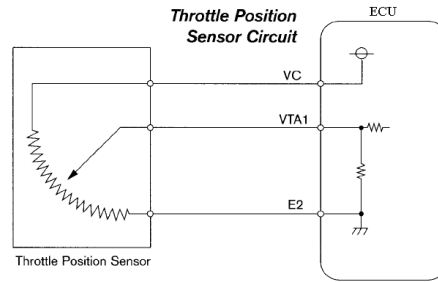 Throttle Position
Sensor Circuit
ECU
VC
VTA1
E2
Throttle Position Sensor